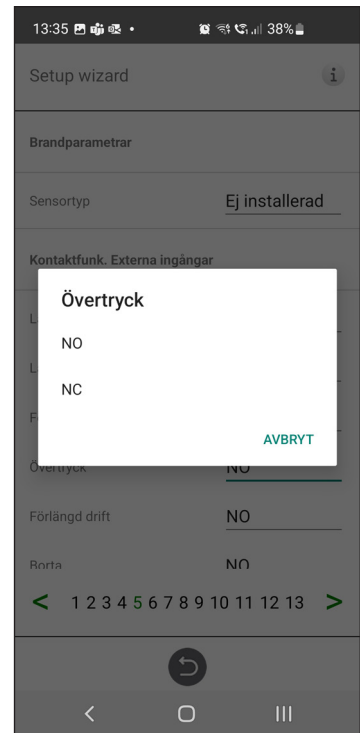 13:35 38%
Setup wizard i
Brandparametrar
Sensortyp Ej installerad
Kontaktfunk. Externa ingångar
Övertryck
NO
NC
AVBRYT
Övertryck NO
Förlängd drift NO
Borta NO
< 1 2 3 4 5 6 7 8 9 10 11 12 13 >